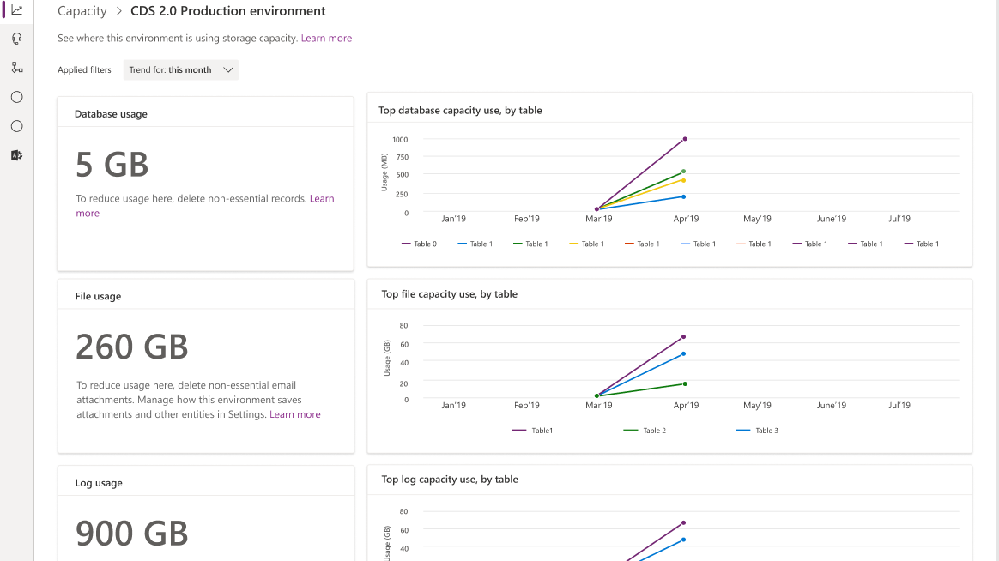 Capacity > CDS 2.0 Production environment
See where this environment is using storage capacity. Learn more
Applied filters
Trend for: this month
Database usage
5 GB
To reduce usage here, delete non-essential records. Learn
more
Top database capacity use, by table
Usage (MB)
1000
750
500
250
0
Jan'19 Feb'19 Mar'19 Apr'19 May'19 June'19 Jul'19
Table 0 Table 1 Table 1 Table 1 Table 1 Table 1 Table 1 Table 1 Table 1 Table 1
File usage
260 GB
To reduce usage here, delete non-essential email
attachments. Manage how this environment saves
attachments and other entities in Settings. Learn more
Top file capacity use, by table
Usage (GB)
80
60
40
20
0
Jan'19 Feb'19 Mar'19 Apr'19 May'19 June'19 Jul'19
Table1 Table 2 Table 3
Log usage
900 GB
Top log capacity use, by table
Usage (GB)
80
60
40